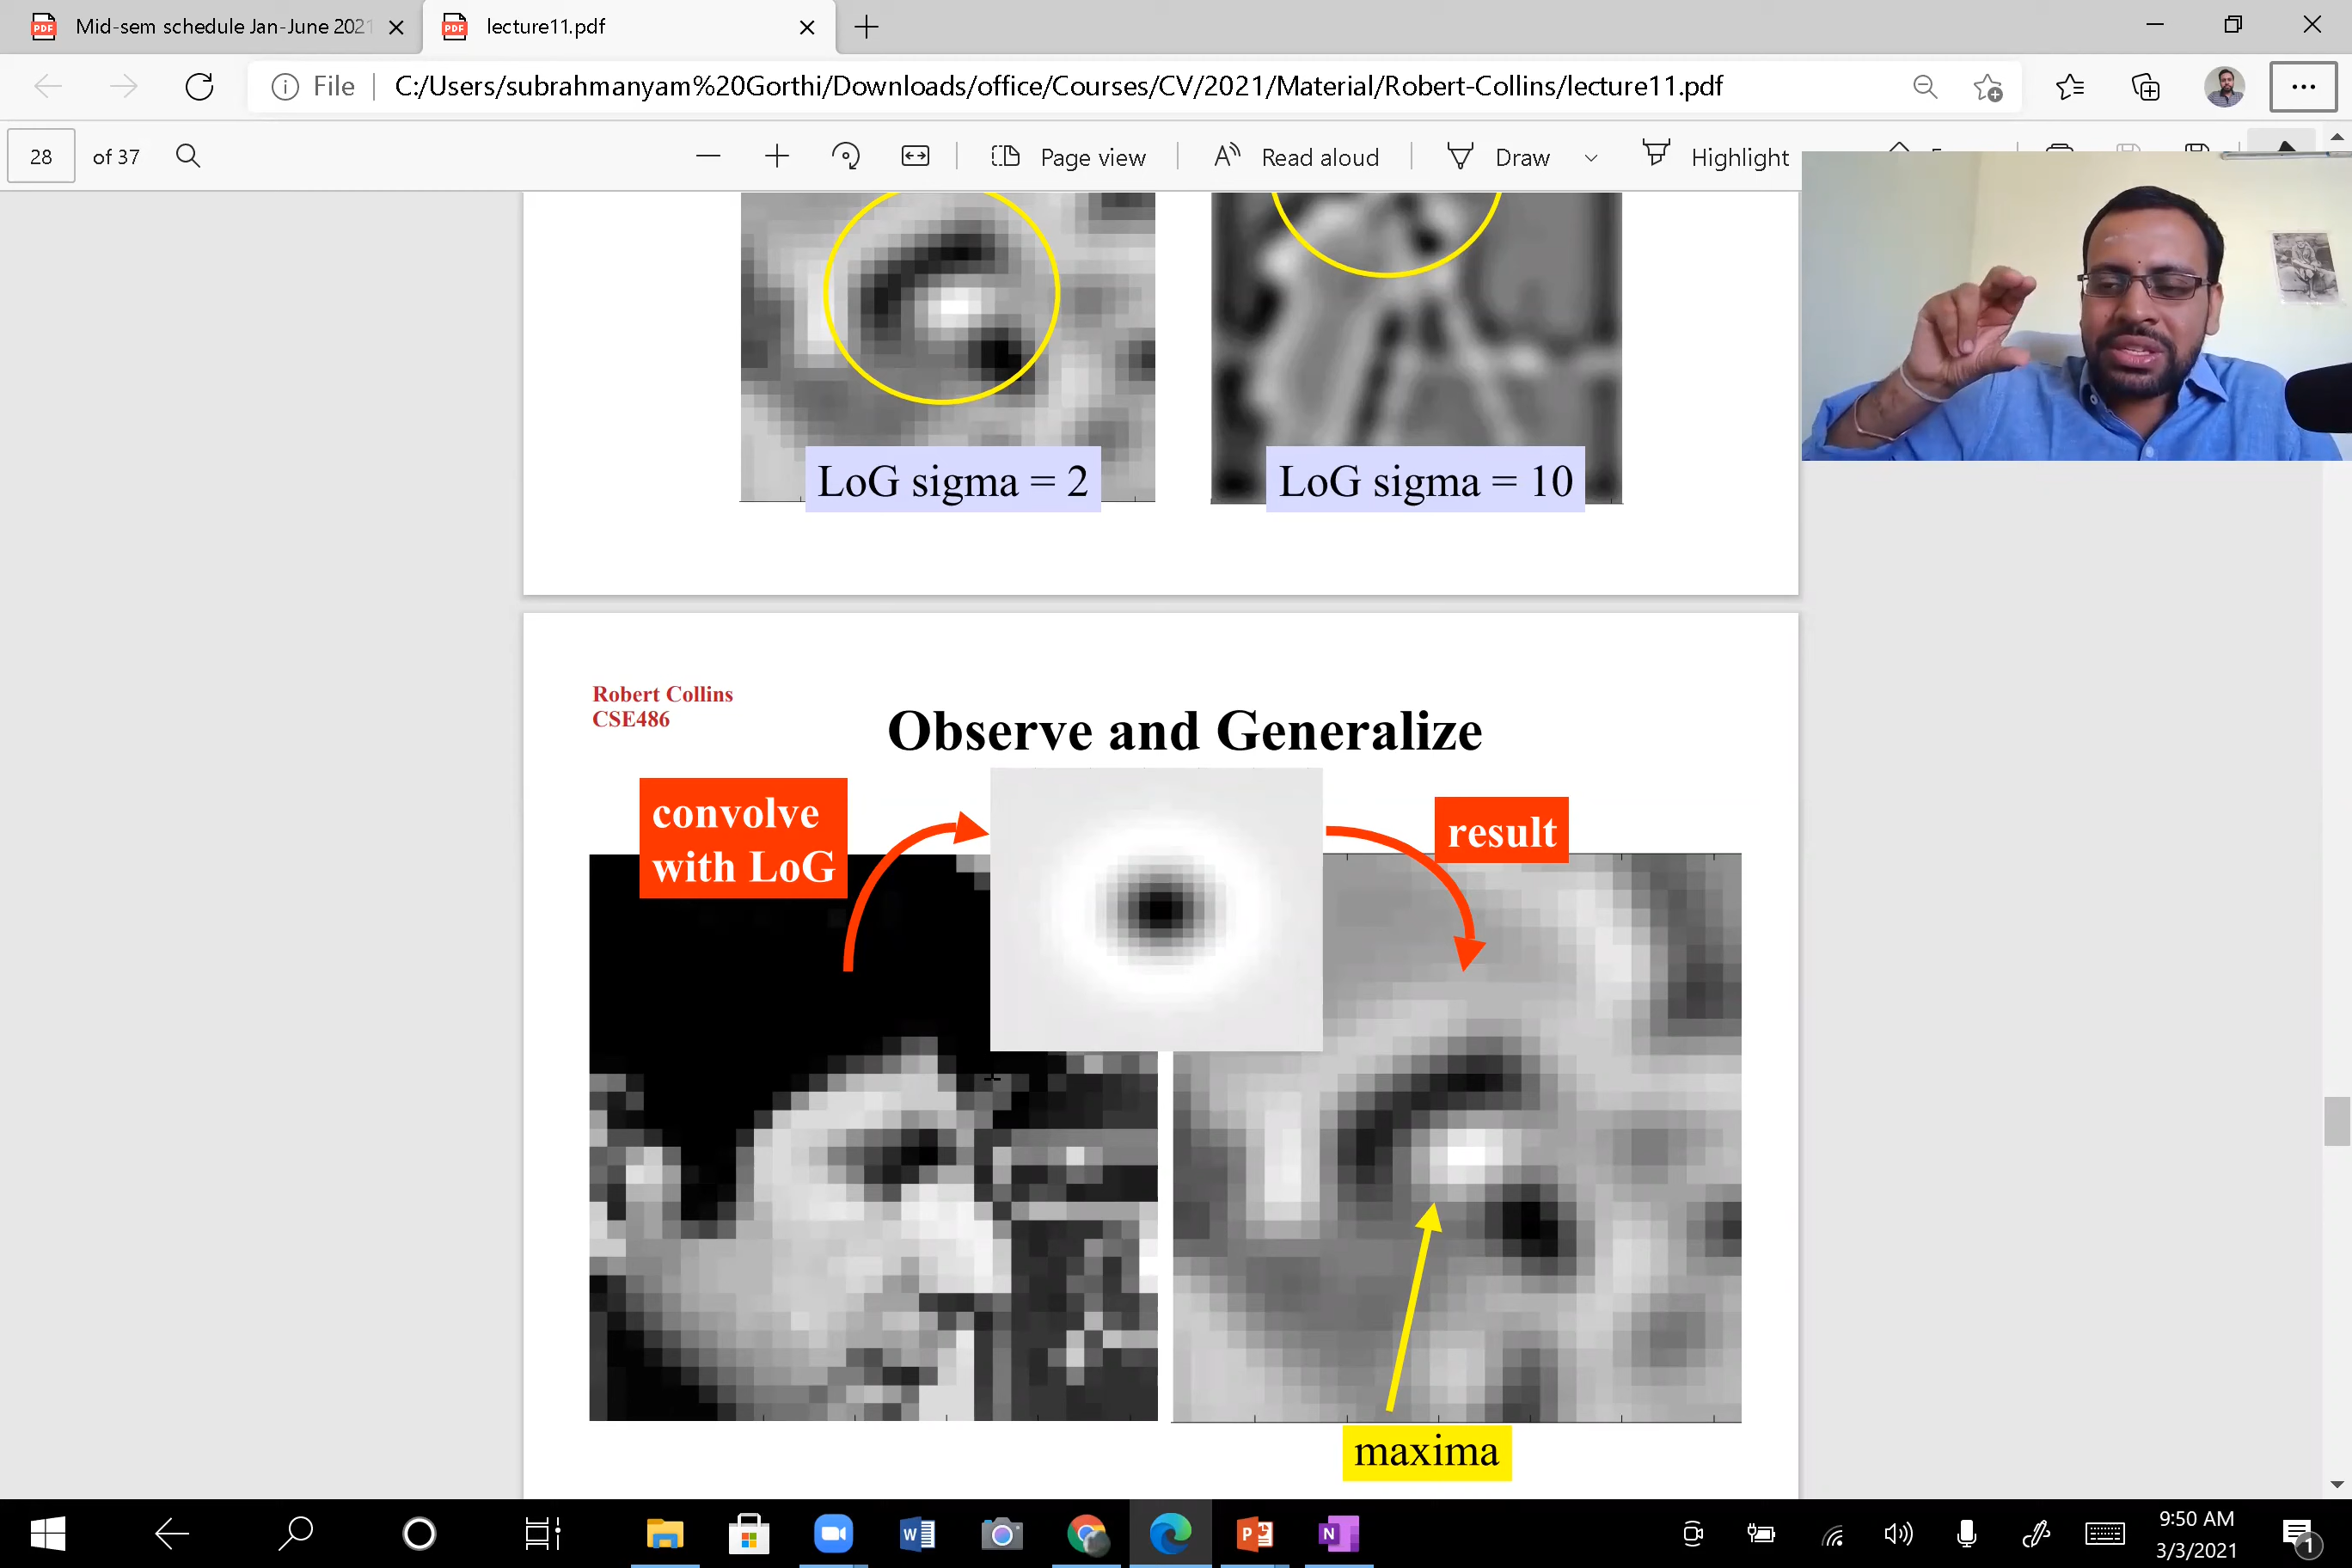 Mid-sem schedule Jan-June 2021
lecture11.pdf
File
C:/Users/subrahmanyam%20Gorthi/Downloads/office/Courses/CV/2021/Material/Robert-Collins/lecture11.pdf
28 of 37
Page view
Read aloud
Draw
Highlight
LoG sigma = 2
LoG sigma = 10
Robert Collins
CSE486
Observe and Generalize
convolve
with LoG
result
maxima
9:50 AM
3/3/2021
1